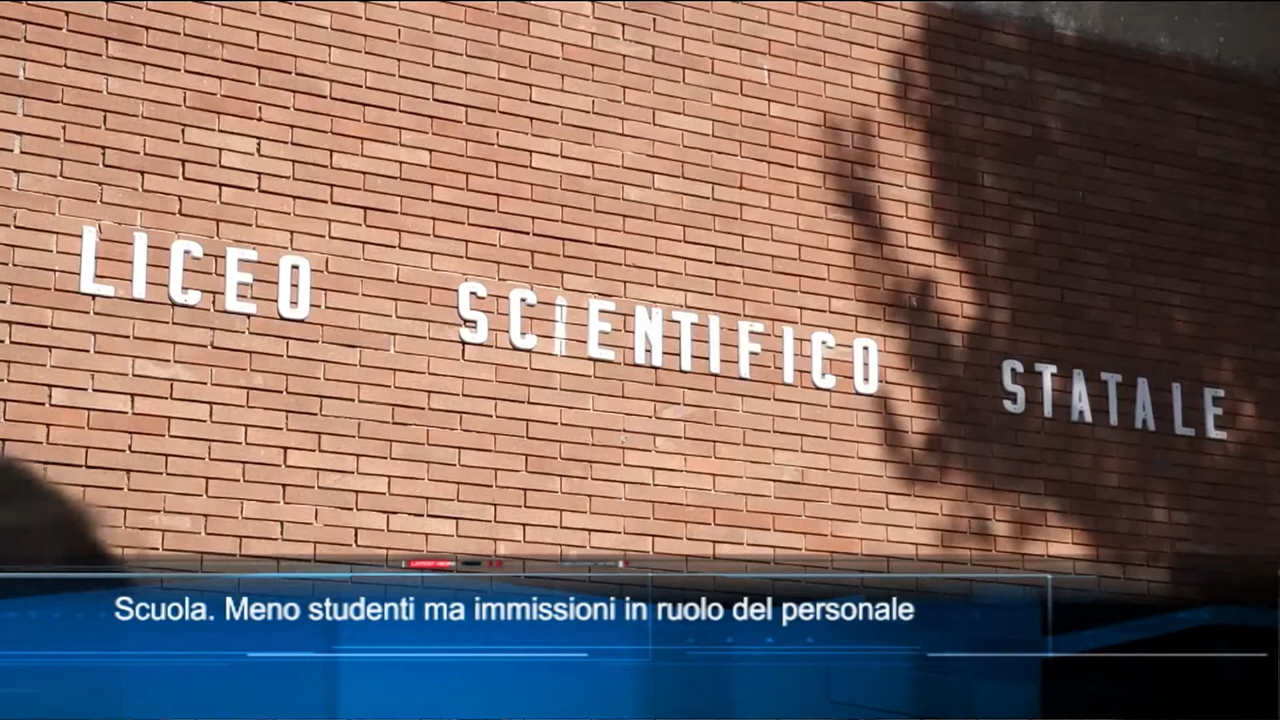 LICEO SCIENTIFICO STATALE
Scuola. Meno studenti ma immissioni in ruolo del personale